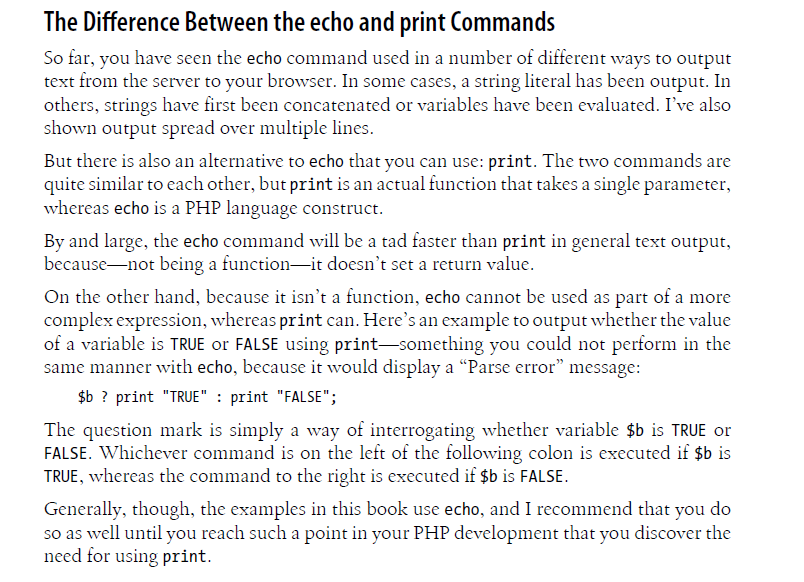 The Difference Between the echo and print Commands
So far, you have seen the echo command used in a number of different ways to output
text from the server to your browser. In some cases, a string literal has been output. In
others, strings have first been concatenated or variables have been evaluated. I've also
shown output spread over multiple lines.
But there is also an alternative to echo that you can use: print. The two commands are
quite similar to each other, but print is an actual function that takes a single parameter,
whereas echo is a PHP language construct.
By and large, the echo command will be a tad faster than print in general text output,
because—not being a function—it doesn't set a return value.
On the other hand, because it isn't a function, echo cannot be used as part of a more
complex expression, whereas print can. Here's an example to output whether the value
of a variable is TRUE or FALSE using print—something you could not perform in the
same manner with echo, because it would display a “Parse error” message:
$b ? print "TRUE" : print "FALSE";
The question mark is simply a way of interrogating whether variable $b is TRUE or
FALSE. Whichever command is on the left of the following colon is executed if $b is
TRUE, whereas the command to the right is executed if $b is FALSE.
Generally, though, the examples in this book use echo, and I recommend that you do
so as well until you reach such a point in your PHP development that you discover the
need for using print.